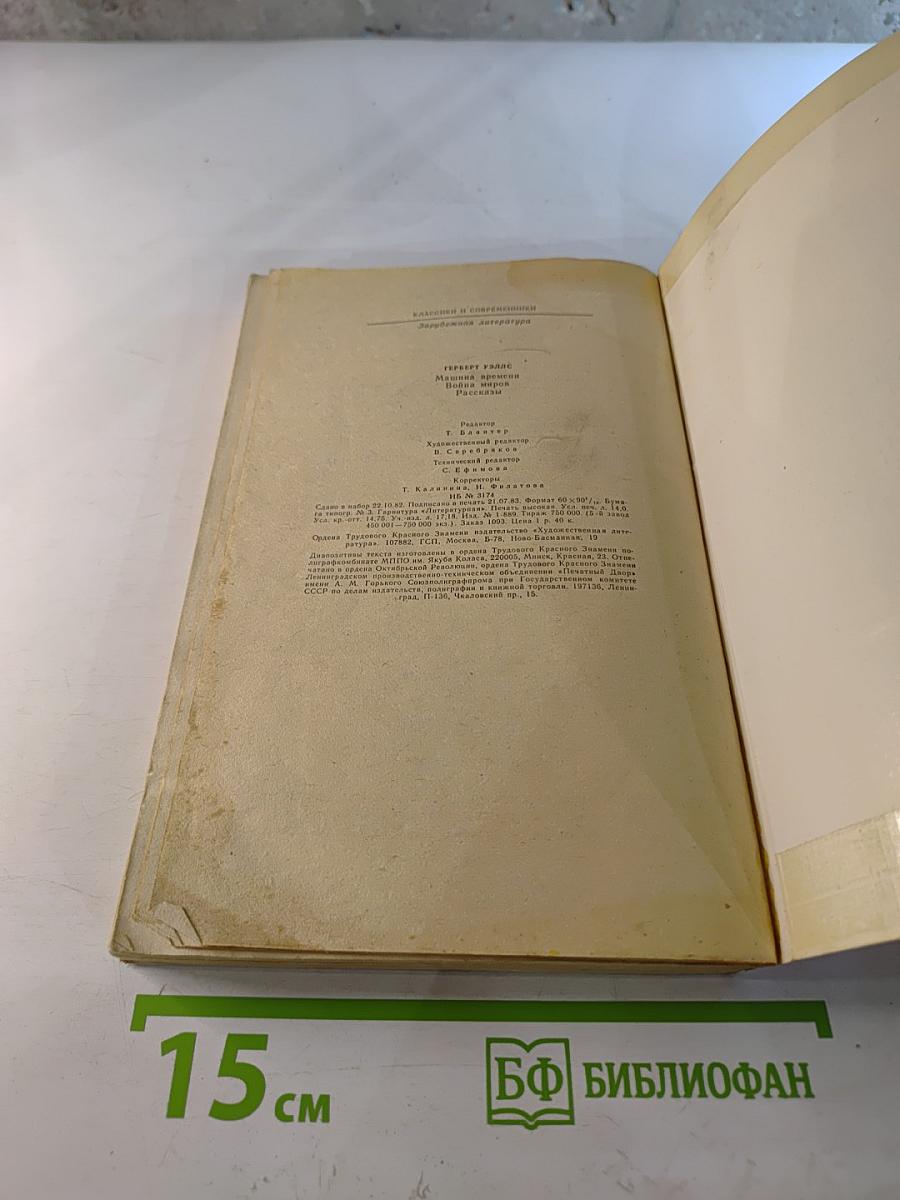 КЛАССИКИ И СОВРЕМЕННИКИ
Зарубежная литература
ГЕРБЕРТ УЭЛЛС
Машина времени
Война миров
Рассказы
Редактор
Т. Блантер
Художественный редактор
В. Серебряков
Технический редактор
С. Ефимова
Корректоры
Т. Калинина, Н. Филатова
ИБ № 3174
Сдано в набор 22.10.82. Подписано в печать 21.07.83. Формат 60×90¹/₁₆. Бума-
га типогр. № 3. Гарнитура «Литературная». Печать высокая. Усл. печ. л. 14,0.
Усл. кр.-отт. 14,75. Уч.-изд. л. 17,18. Изд. № I-889. Тираж 750 000. (5-й завод
450 001—750 000 экз.). Заказ 1093. Цена 1 р. 40 к.
Ордена Трудового Красного Знамени издательство «Художественная лите-
ратура». 107882, ГСП, Москва, Б-78, Ново-Басманная, 19
Диапозитивы текста изготовлены в ордена Трудового Красного Знамени по-
лиграфкомбинате МППО им. Якуба Коласа, 220005, Минск, Красная, 23. Отпе-
чатано в ордена Октябрьской Революции, ордена Трудового Красного Знамени
Ленинградском производственно-техническом объединении «Печатный Двор»
имени А. М. Горького Союзполиграфпрома при Государственном комитете
СССР по делам издательств, полиграфии и книжной торговли. 197136, Ленин-
град, П-136, Чкаловский пр., 15.
15 см
БФ БИБЛИОФАН